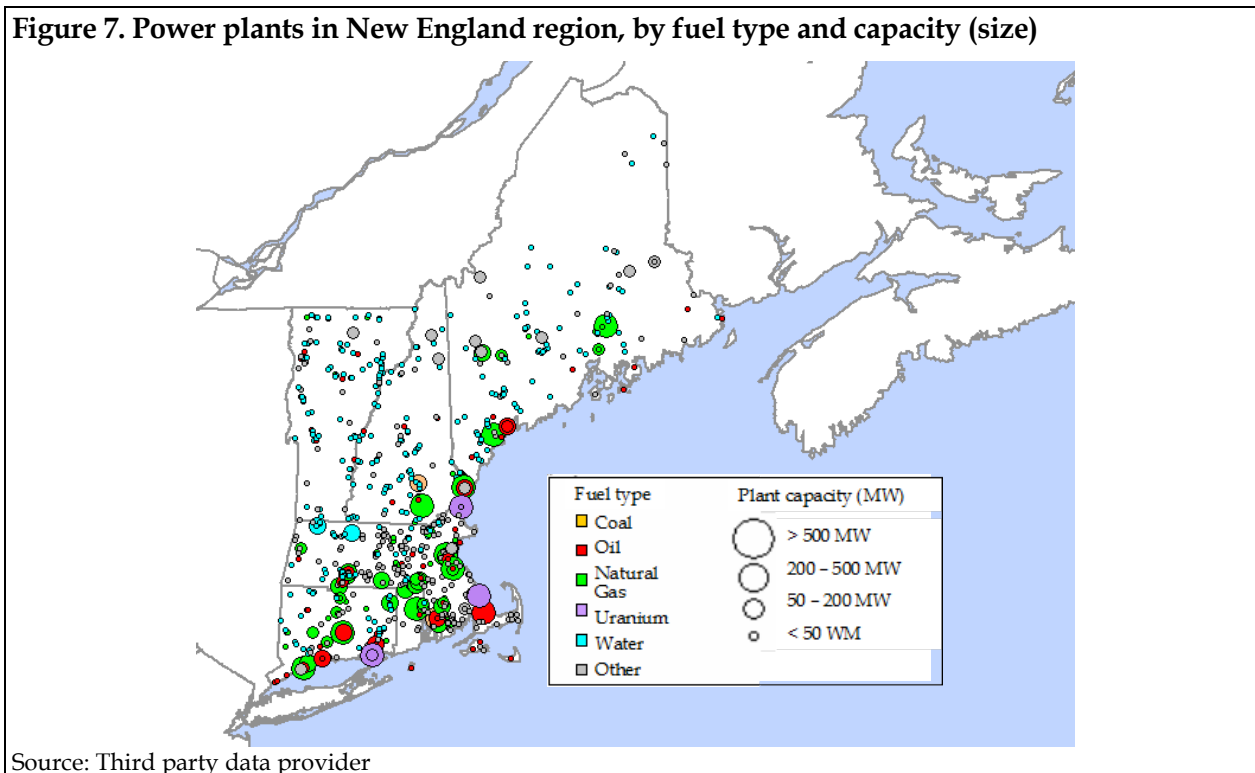 Figure 7. Power plants in New England region, by fuel type and capacity (size)
Fuel type
Coal
Oil
Natural
Gas
Uranium
Water
Other
Plant capacity (MW)
> 500 MW
200 – 500 MW
50 – 200 MW
< 50 WM
Source: Third party data provider